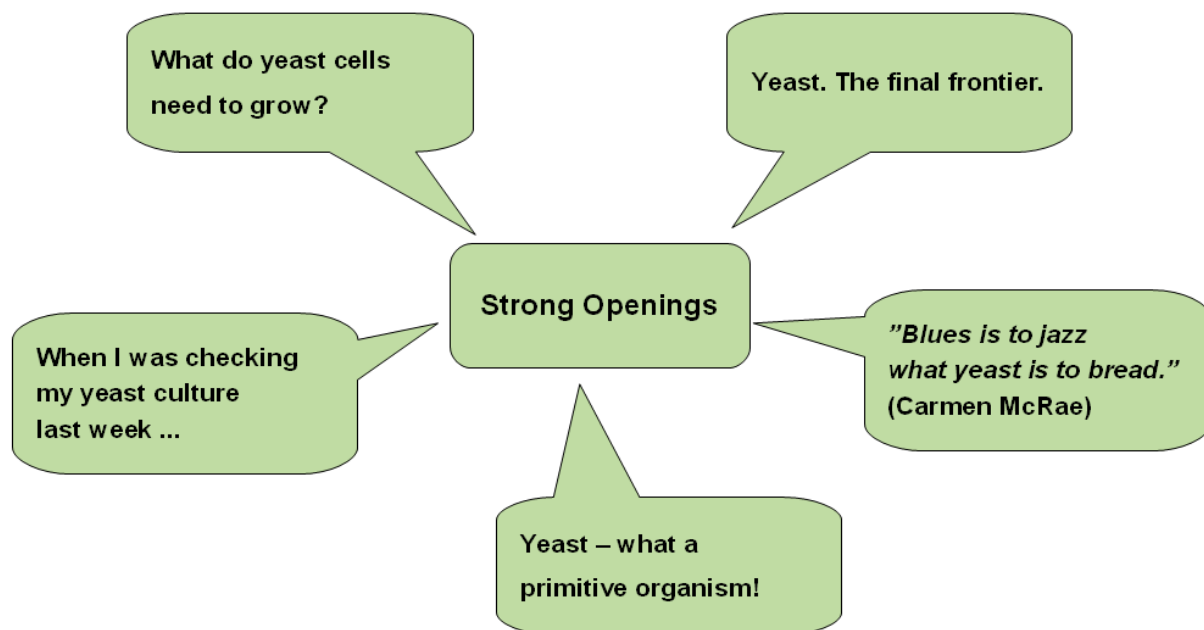 What do yeast cells
need to grow?
Yeast. The final frontier.
Strong Openings
When I was checking
my yeast culture
last week ...
”Blues is to jazz
what yeast is to bread.”
(Carmen McRae)
Yeast – what a
primitive organism!